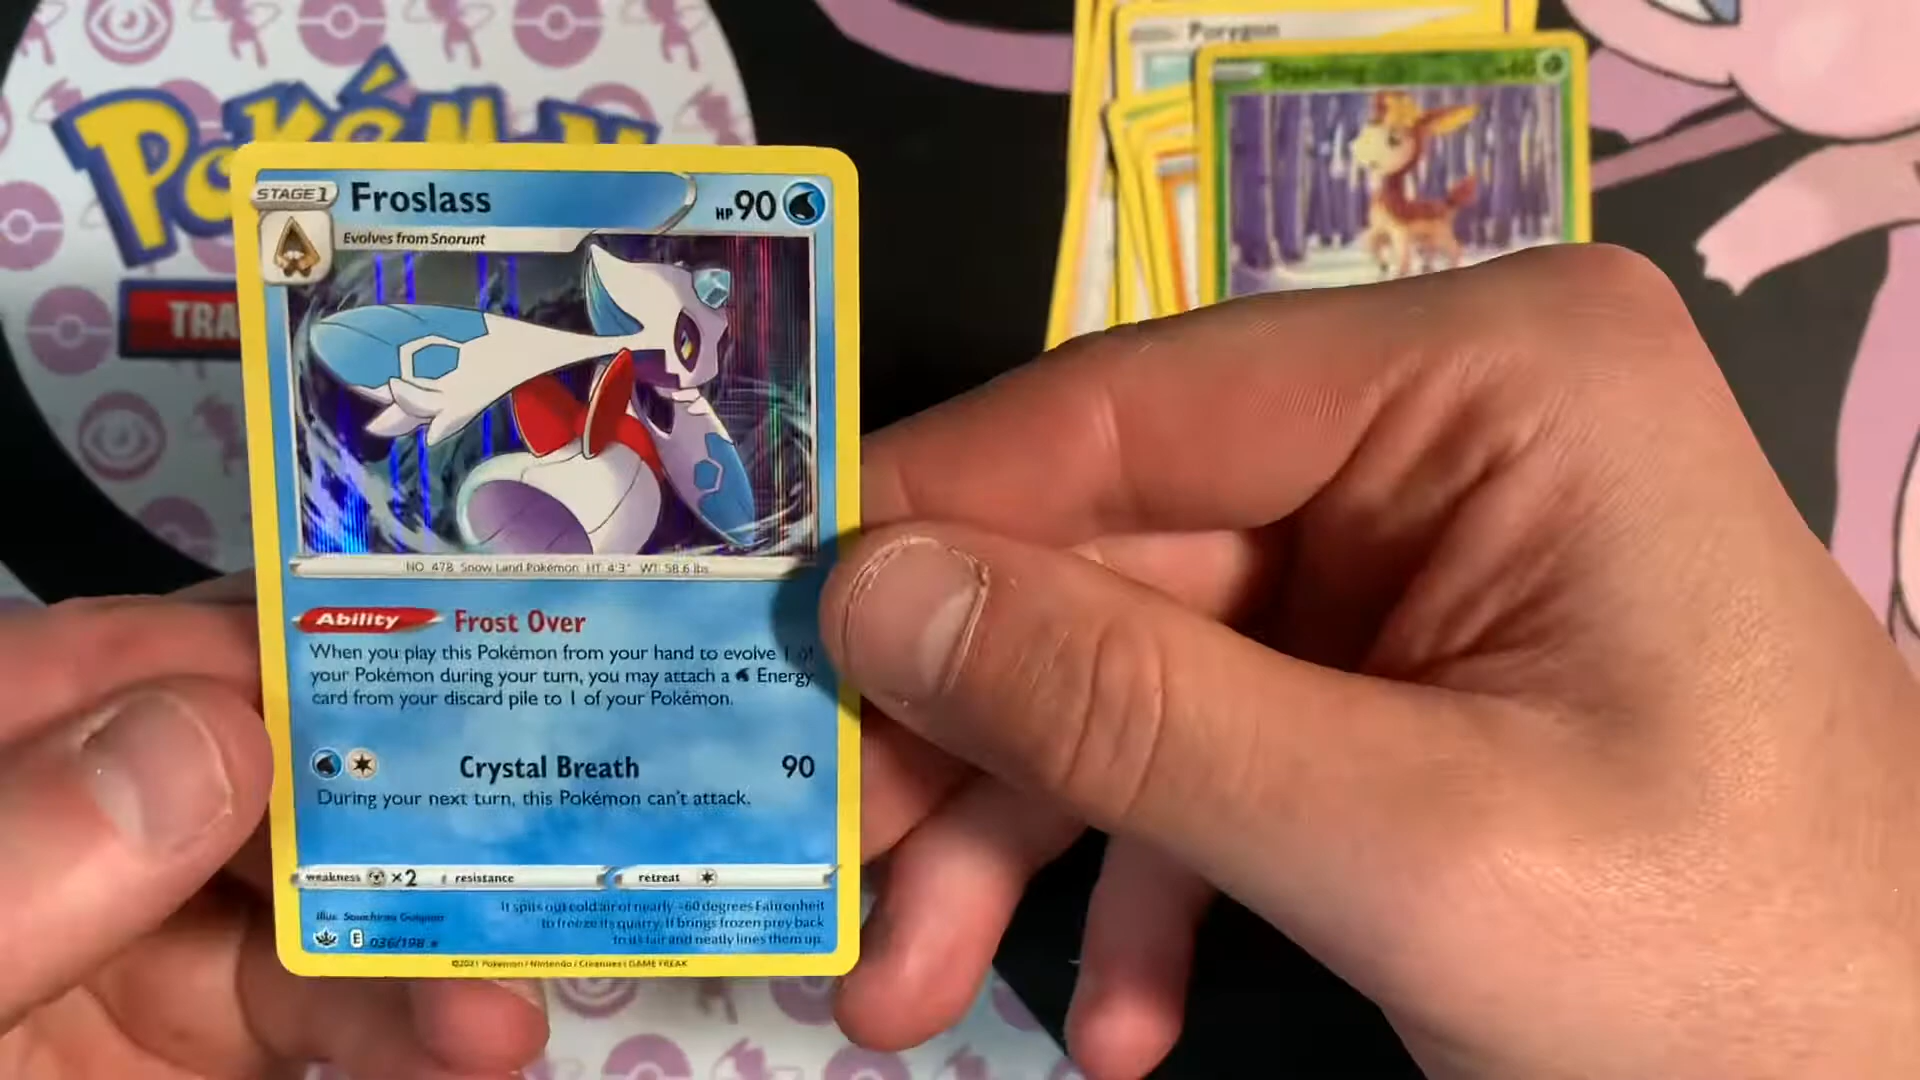 Pokémon
TRA
Porygon
Deerling
60
STAGE 1
Froslass
HP 90
Evolves from Snorunt
NO. 478 Snow Land Pokémon HT: 4'3" WT: 58.6 lbs
Ability Frost Over
When you play this Pokémon from your hand to evolve 1 of
your Pokémon during your turn, you may attach a Energy
card from your discard pile to 1 of your Pokémon.
Crystal Breath 90
During your next turn, this Pokémon can't attack.
weakness ×2 resistance retreat
It spits out cold air of nearly -60 degrees Fahrenheit
to freeze its quarry. It brings frozen prey back
to its lair and neatly lines them up.
Illus.
E 036/198 ★
©2021 Pokémon / Nintendo / Creatures / GAME FREAK